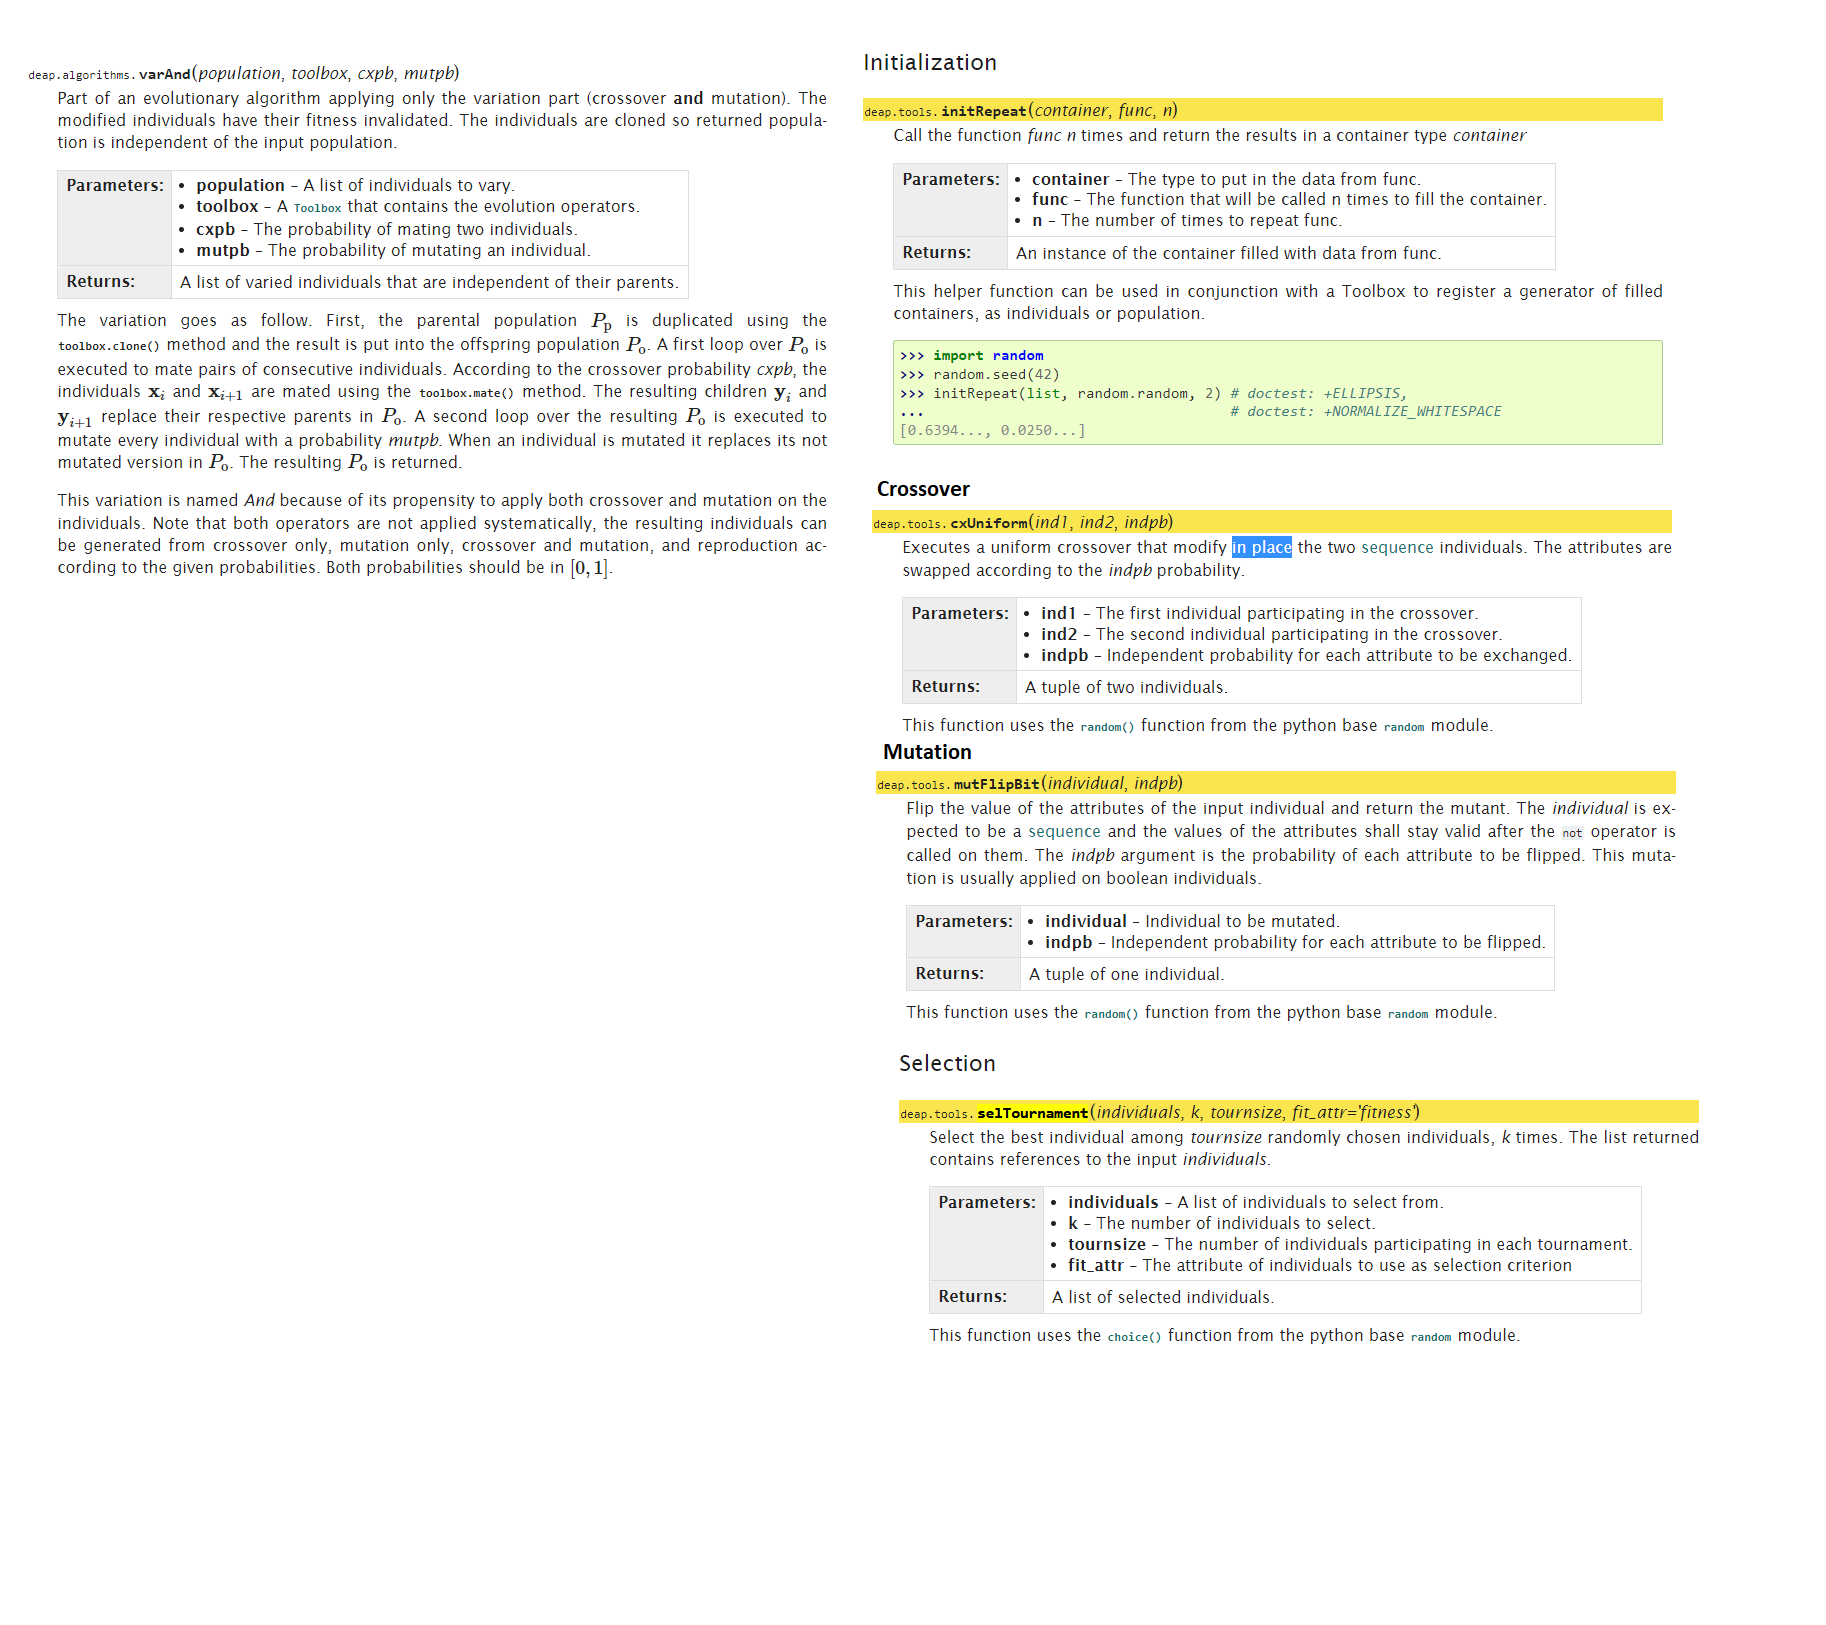 deap.algorithms.varAnd(population, toolbox, cxpb, mutpb)
Part of an evolutionary algorithm applying only the variation part (crossover and mutation). The
modified individuals have their fitness invalidated. The individuals are cloned so returned popula-
tion is independent of the input population.
Parameters: • population – A list of individuals to vary.
• toolbox – A Toolbox that contains the evolution operators.
• cxpb – The probability of mating two individuals.
• mutpb – The probability of mutating an individual.
Returns: A list of varied individuals that are independent of their parents.
The variation goes as follow. First, the parental population Pp is duplicated using the
toolbox.clone() method and the result is put into the offspring population Po. A first loop over Po is
executed to mate pairs of consecutive individuals. According to the crossover probability cxpb, the
individuals xi and xi+1 are mated using the toolbox.mate() method. The resulting children yi and
yi+1 replace their respective parents in Po. A second loop over the resulting Po is executed to
mutate every individual with a probability mutpb. When an individual is mutated it replaces its not
mutated version in Po. The resulting Po is returned.
This variation is named And because of its propensity to apply both crossover and mutation on the
individuals. Note that both operators are not applied systematically, the resulting individuals can
be generated from crossover only, mutation only, crossover and mutation, and reproduction ac-
cording to the given probabilities. Both probabilities should be in [0, 1].
Initialization
deap.tools.initRepeat(container, func, n)
Call the function func n times and return the results in a container type container
Parameters: • container – The type to put in the data from func.
• func – The function that will be called n times to fill the container.
• n – The number of times to repeat func.
Returns: An instance of the container filled with data from func.
This helper function can be used in conjunction with a Toolbox to register a generator of filled
containers, as individuals or population.
>>> import random
>>> random.seed(42)
>>> initRepeat(list, random.random, 2) # doctest: +ELLIPSIS,
... # doctest: +NORMALIZE_WHITESPACE
[0.6394..., 0.0250...]
Crossover
deap.tools.cxUniform(ind1, ind2, indpb)
Executes a uniform crossover that modify in place the two sequence individuals. The attributes are
swapped according to the indpb probability.
Parameters: • ind1 – The first individual participating in the crossover.
• ind2 – The second individual participating in the crossover.
• indpb – Independent probability for each attribute to be exchanged.
Returns: A tuple of two individuals.
This function uses the random() function from the python base random module.
Mutation
deap.tools.mutFlipBit(individual, indpb)
Flip the value of the attributes of the input individual and return the mutant. The individual is ex-
pected to be a sequence and the values of the attributes shall stay valid after the not operator is
called on them. The indpb argument is the probability of each attribute to be flipped. This muta-
tion is usually applied on boolean individuals.
Parameters: • individual – Individual to be mutated.
• indpb – Independent probability for each attribute to be flipped.
Returns: A tuple of one individual.
This function uses the random() function from the python base random module.
Selection
deap.tools.selTournament(individuals, k, tournsize, fit_attr='fitness')
Select the best individual among tournsize randomly chosen individuals, k times. The list returned
contains references to the input individuals.
Parameters: • individuals – A list of individuals to select from.
• k – The number of individuals to select.
• tournsize – The number of individuals participating in each tournament.
• fit_attr – The attribute of individuals to use as selection criterion
Returns: A list of selected individuals.
This function uses the choice() function from the python base random module.